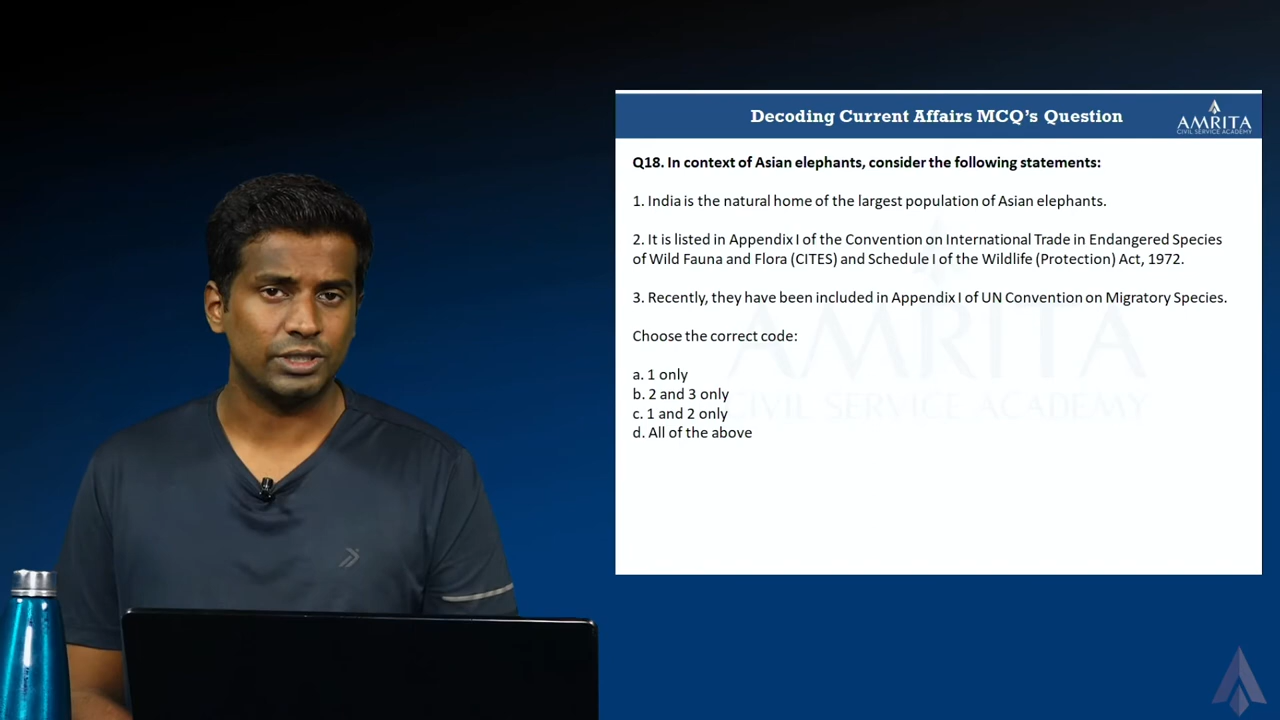 Decoding Current Affairs MCQ's Question
AMRITA
CIVIL SERVICE ACADEMY
Q18. In context of Asian elephants, consider the following statements:
1. India is the natural home of the largest population of Asian elephants.
2. It is listed in Appendix I of the Convention on International Trade in Endangered Species
of Wild Fauna and Flora (CITES) and Schedule I of the Wildlife (Protection) Act, 1972.
3. Recently, they have been included in Appendix I of UN Convention on Migratory Species.
Choose the correct code:
a. 1 only
b. 2 and 3 only
c. 1 and 2 only
d. All of the above
AMRITA
CIVIL SERVICE ACADEMY